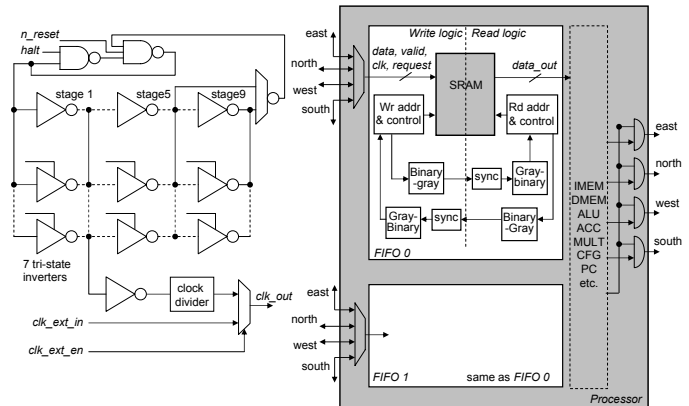 n_reset
halt
stage 1
stage5
stage9
7 tri-state
inverters
clock
divider
clk_out
clk_ext_in
clk_ext_en
east
north
west
south
Write logic
Read logic
data, valid,
clk, request
SRAM
data_out
Wr addr
& control
Rd addr
& control
Binary
-gray
sync
Gray-
binary
Gray-
Binary
sync
Binary
-Gray
FIFO 0
east
north
west
south
FIFO 1
same as FIFO 0
IMEM
DMEM
ALU
ACC
MULT
CFG
PC
etc.
east
north
west
south
Processor